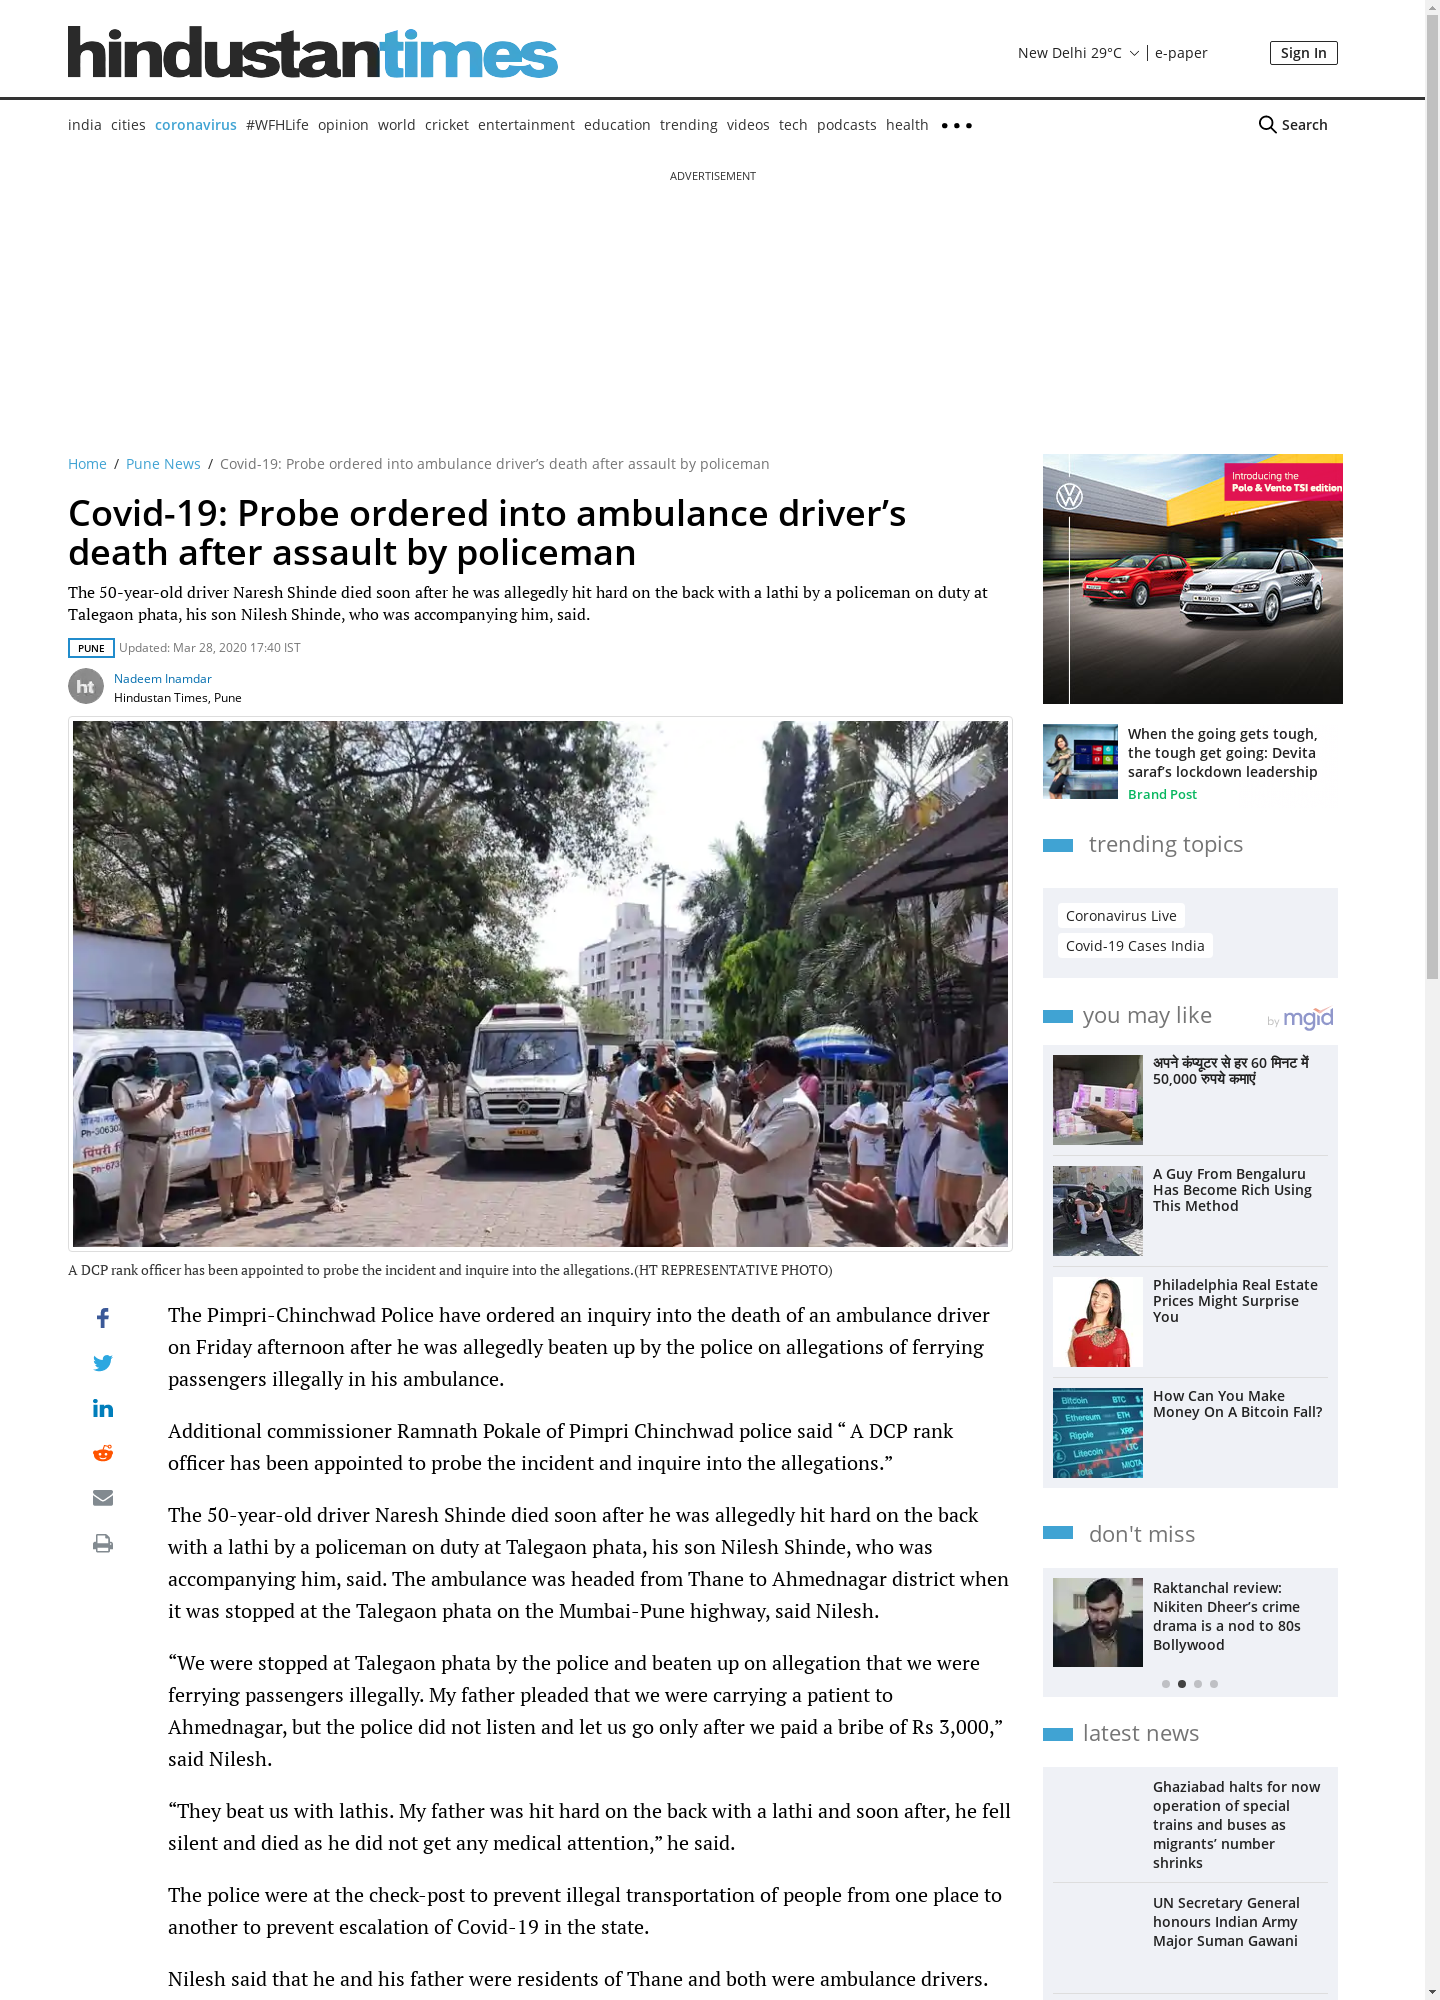 hindustantimes
New Delhi 29°C
e-paper
Sign In
india cities coronavirus #WFHLife opinion world cricket entertainment education trending videos tech podcasts health
Search
ADVERTISEMENT
Home / Pune News / Covid-19: Probe ordered into ambulance driver’s death after assault by policeman
Covid-19: Probe ordered into ambulance driver’s
death after assault by policeman
The 50-year-old driver Naresh Shinde died soon after he was allegedly hit hard on the back with a lathi by a policeman on duty at
Talegaon phata, his son Nilesh Shinde, who was accompanying him, said.
PUNE Updated: Mar 28, 2020 17:40 IST
ht
Nadeem Inamdar
Hindustan Times, Pune
A DCP rank officer has been appointed to probe the incident and inquire into the allegations.(HT REPRESENTATIVE PHOTO)
The Pimpri-Chinchwad Police have ordered an inquiry into the death of an ambulance driver
on Friday afternoon after he was allegedly beaten up by the police on allegations of ferrying
passengers illegally in his ambulance.
Additional commissioner Ramnath Pokale of Pimpri Chinchwad police said “ A DCP rank
officer has been appointed to probe the incident and inquire into the allegations.”
The 50-year-old driver Naresh Shinde died soon after he was allegedly hit hard on the back
with a lathi by a policeman on duty at Talegaon phata, his son Nilesh Shinde, who was
accompanying him, said. The ambulance was headed from Thane to Ahmednagar district when
it was stopped at the Talegaon phata on the Mumbai-Pune highway, said Nilesh.
“We were stopped at Talegaon phata by the police and beaten up on allegation that we were
ferrying passengers illegally. My father pleaded that we were carrying a patient to
Ahmednagar, but the police did not listen and let us go only after we paid a bribe of Rs 3,000,”
said Nilesh.
“They beat us with lathis. My father was hit hard on the back with a lathi and soon after, he fell
silent and died as he did not get any medical attention,” he said.
The police were at the check-post to prevent illegal transportation of people from one place to
another to prevent escalation of Covid-19 in the state.
Nilesh said that he and his father were residents of Thane and both were ambulance drivers.
Introducing the
Polo & Vento TSI edition
When the going gets tough,
the tough get going: Devita
saraf’s lockdown leadership
Brand Post
trending topics
Coronavirus Live
Covid-19 Cases India
you may like
by mgid
अपने कंप्यूटर से हर 60 मिनट में
50,000 रुपये कमाएं
A Guy From Bengaluru
Has Become Rich Using
This Method
Philadelphia Real Estate
Prices Might Surprise
You
Bitcoin BTC
Ethereum ETH
Ripple XRP
Litecoin LTC
Iota MIOTA
How Can You Make
Money On A Bitcoin Fall?
don't miss
Raktanchal review:
Nikiten Dheer’s crime
drama is a nod to 80s
Bollywood
latest news
Ghaziabad halts for now
operation of special
trains and buses as
migrants’ number
shrinks
UN Secretary General
honours Indian Army
Major Suman Gawani